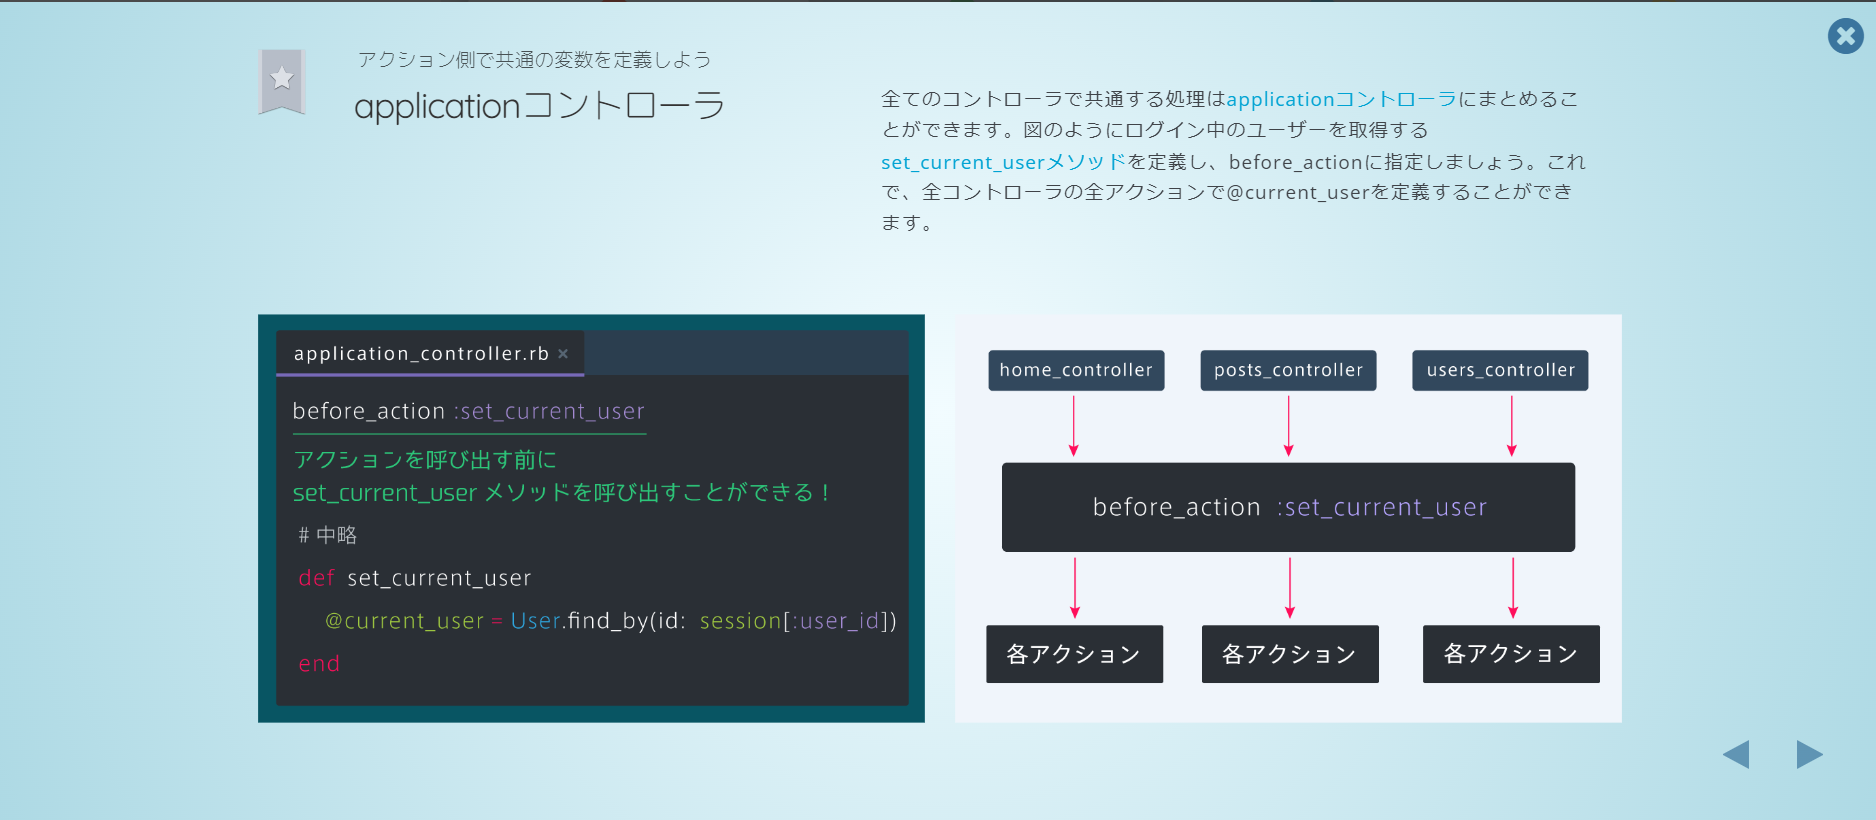 アクション側で共通の変数を定義しよう
applicationコントローラ
全てのコントローラで共通する処理はapplicationコントローラにまとめるこ
とができます。図のようにログイン中のユーザーを取得する
set_current_userメソッドを定義し、before_actionに指定しましょう。これ
で、全コントローラの全アクションで@current_userを定義することができ
ます。
application_controller.rb ×
before_action :set_current_user
アクションを呼び出す前に
set_current_user メソッドを呼び出すことができる！
# 中略
def set_current_user
@current_user = User.find_by(id: session[:user_id])
end
home_controller posts_controller users_controller
before_action :set_current_user
各アクション 各アクション 各アクション